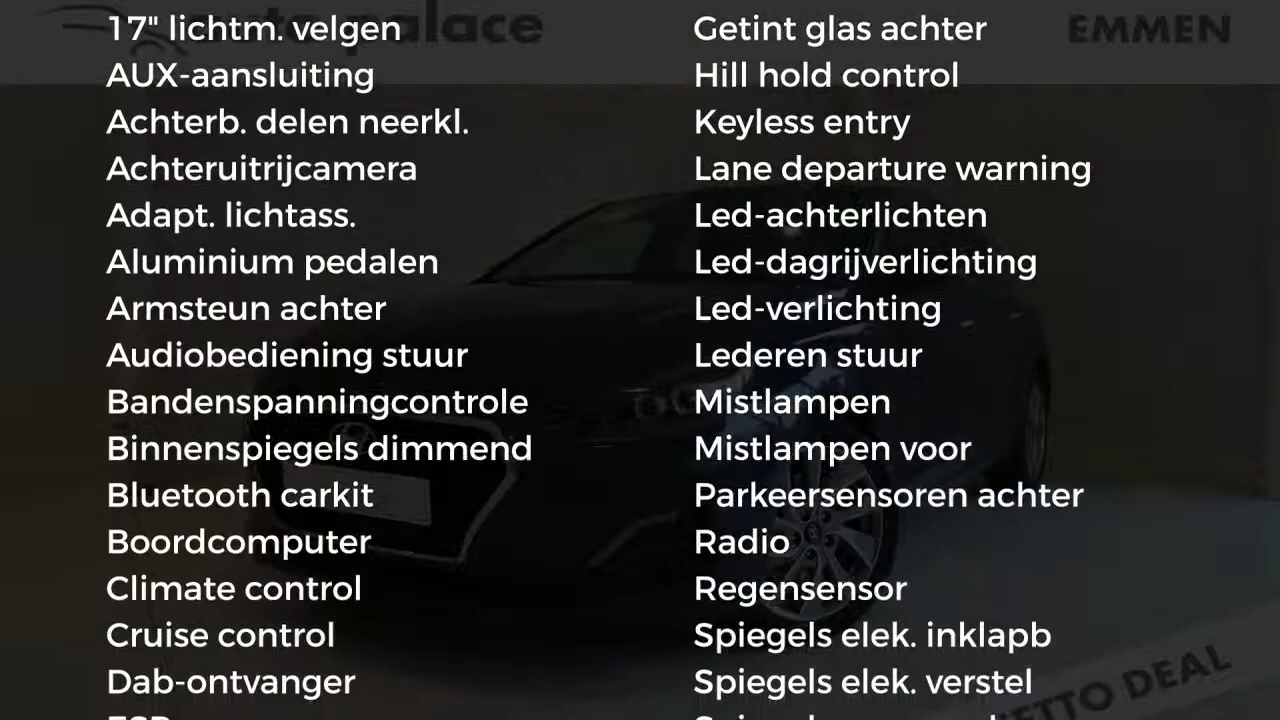 auto palace
EMMEN
17" lichtm. velgen
AUX-aansluiting
Achterb. delen neerkl.
Achteruitrijcamera
Adapt. lichtass.
Aluminium pedalen
Armsteun achter
Audiobediening stuur
Bandenspanningcontrole
Binnenspiegels dimmend
Bluetooth carkit
Boordcomputer
Climate control
Cruise control
Dab-ontvanger
Getint glas achter
Hill hold control
Keyless entry
Lane departure warning
Led-achterlichten
Led-dagrijverlichting
Led-verlichting
Lederen stuur
Mistlampen
Mistlampen voor
Parkeersensoren achter
Radio
Regensensor
Spiegels elek. inklapb
Spiegels elek. verstel
DEAL